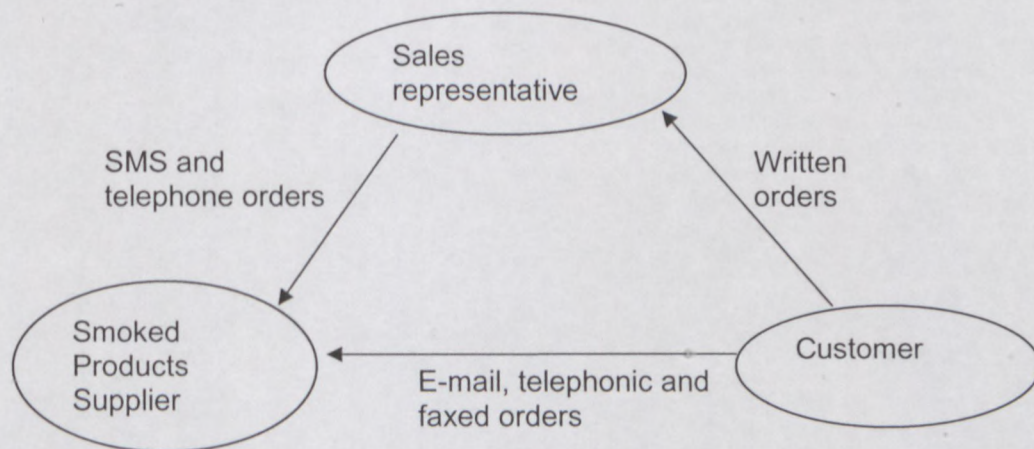 Sales
representative
SMS and
telephone orders
Written
orders
Smoked
Products
Supplier
Customer
E-mail, telephonic and
faxed orders